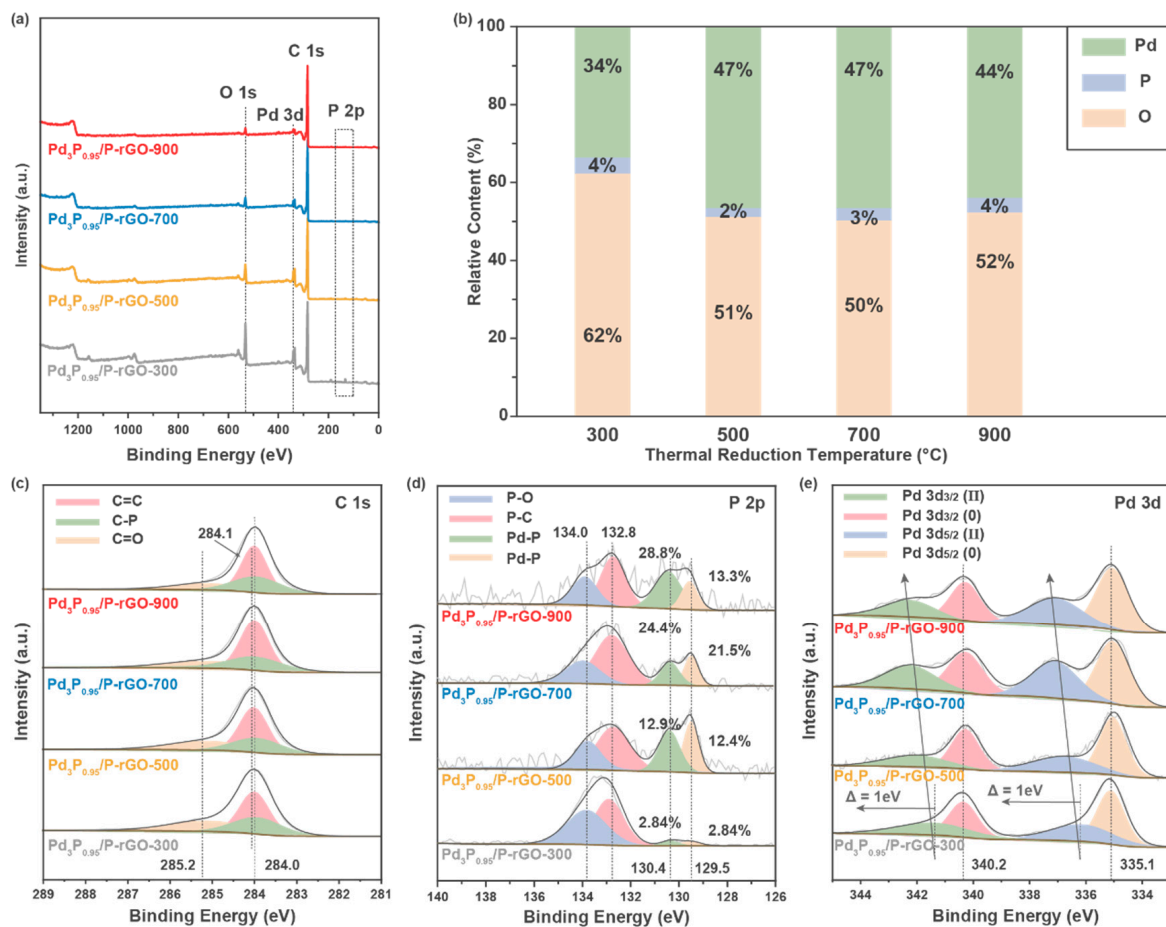 (a)
C 1s
O 1s
Pd 3d
P 2p
Pd3P0.95/P-rGO-900
Pd3P0.95/P-rGO-700
Pd3P0.95/P-rGO-500
Pd3P0.95/P-rGO-300
Intensity (a.u.)
1200 1000 800 600 400 200 0
Binding Energy (eV)
(b)
100
80
60
40
20
0
Relative Content (%)
34% 47% 47% 44%
4% 2% 3% 4%
62% 51% 50% 52%
Pd
P
O
300 500 700 900
Thermal Reduction Temperature (°C)
(c)
C 1s
C=C
C-P
C=O
284.1
Pd3P0.95/P-rGO-900
Pd3P0.95/P-rGO-700
Pd3P0.95/P-rGO-500
Pd3P0.95/P-rGO-300
285.2 284.0
Intensity (a.u.)
289 288 287 286 285 284 283 282 281
Binding Energy (eV)
(d)
P 2p
P-O
P-C
Pd-P
Pd-P
134.0 132.8
28.8%
13.3%
Pd3P0.95/P-rGO-900
24.4%
21.5%
Pd3P0.95/P-rGO-700
12.9%
12.4%
Pd3P0.95/P-rGO-500
2.84%
2.84%
Pd3P0.95/P-rGO-300
130.4 129.5
Intensity (a.u.)
140 138 136 134 132 130 128 126
Binding Energy (eV)
(e)
Pd 3d
Pd 3d3/2 (II)
Pd 3d3/2 (0)
Pd 3d5/2 (II)
Pd 3d5/2 (0)
Pd3P0.95/P-rGO-900
Pd3P0.95/P-rGO-700
Pd3P0.95/P-rGO-500
Δ = 1eV Δ = 1eV
Pd3P0.95/P-rGO-300
340.2 335.1
Intensity (a.u.)
344 342 340 338 336 334
Binding Energy (eV)